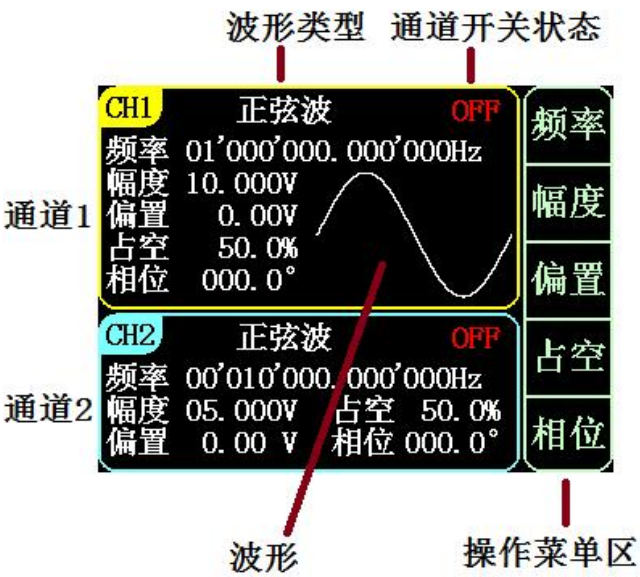 波形类型 通道开关状态
CH1 正弦波 OFF
频率 01'000'000.000'000Hz
幅度 10.000V
偏置 0.00V
占空 50.0%
相位 000.0°
通道1
CH2 正弦波 OFF
频率 00'010'000.000'000Hz
幅度 05.000V 占空 50.0%
偏置 0.00 V 相位 000.0°
通道2
频率
幅度
偏置
占空
相位
波形
操作菜单区